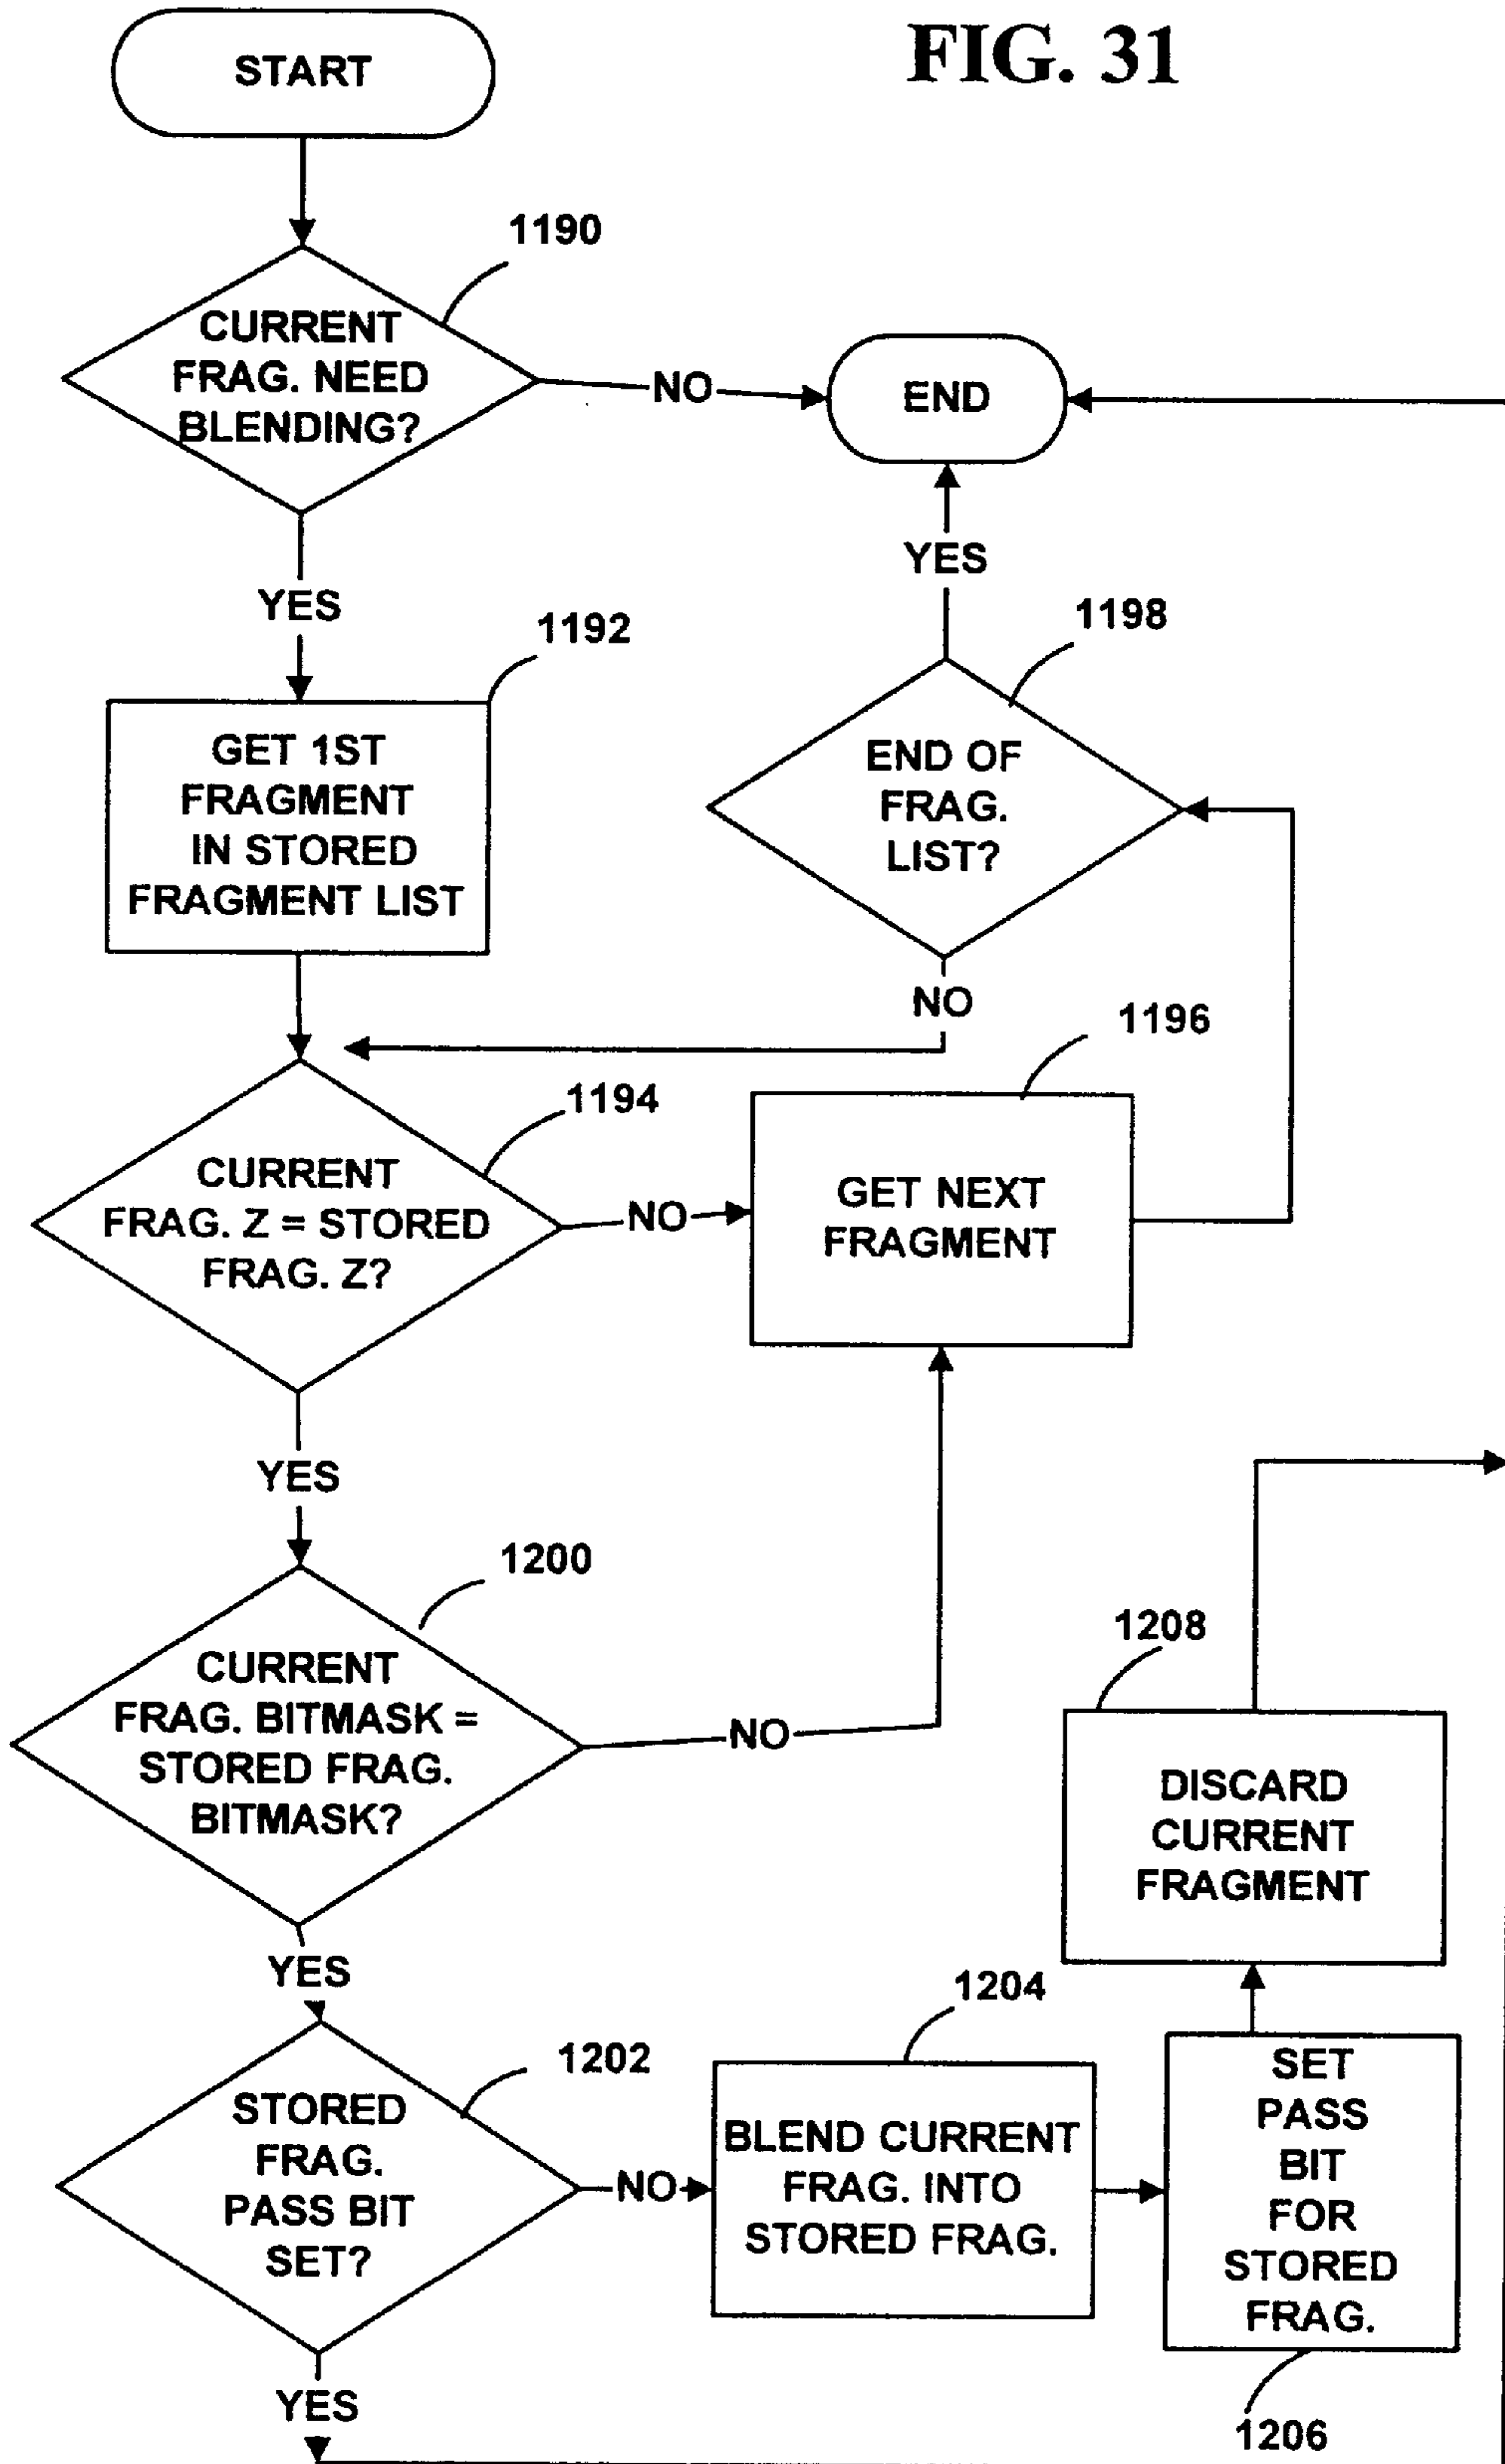 FIG. 31
START
1190
CURRENT
FRAG. NEED
BLENDING?
NO
END
YES
YES
1192
1198
GET 1ST
FRAGMENT
IN STORED
FRAGMENT LIST
END OF
FRAG.
LIST?
NO
1196
1194
CURRENT
FRAG. Z = STORED
FRAG. Z?
NO
GET NEXT
FRAGMENT
YES
1200
CURRENT
FRAG. BITMASK =
STORED FRAG.
BITMASK?
NO
1208
DISCARD
CURRENT
FRAGMENT
YES
1202
1204
STORED
FRAG.
PASS BIT
SET?
NO
BLEND CURRENT
FRAG. INTO
STORED FRAG.
SET
PASS
BIT
FOR
STORED
FRAG.
YES
1206